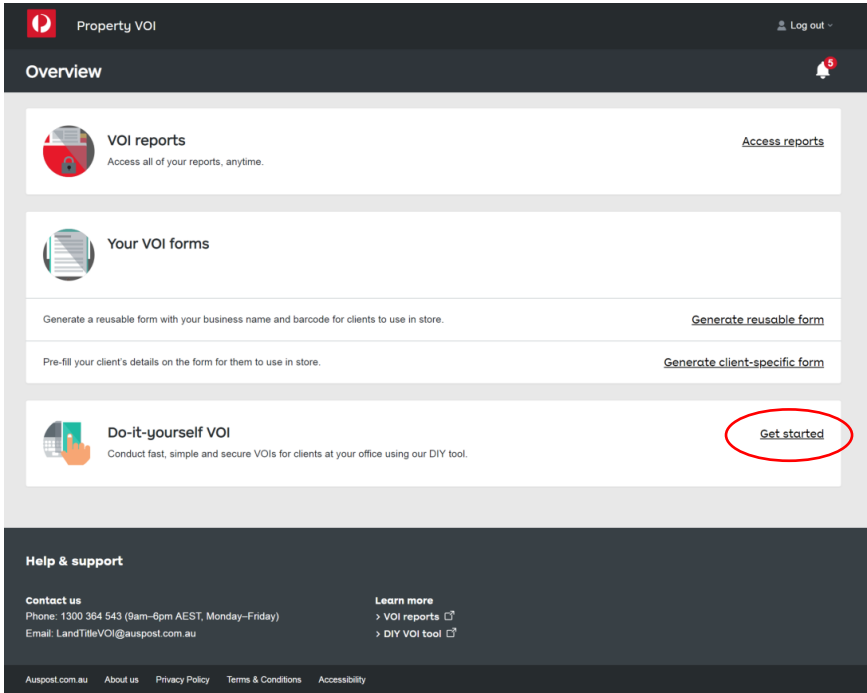 Property VOI
Log out
Overview
5
VOI reports
Access reports
Access all of your reports, anytime.
Your VOI forms
Generate a reusable form with your business name and barcode for clients to use in store.
Generate reusable form
Pre-fill your client's details on the form for them to use in store.
Generate client-specific form
Do-it-yourself VOI
Get started
Conduct fast, simple and secure VOIs for clients at your office using our DIY tool.
Help & support
Contact us
Phone: 1300 364 543 (9am–6pm AEST, Monday–Friday)
Email: LandTitleVOI@auspost.com.au
Learn more
> VOI reports
> DIY VOI tool
Auspost.com.au About us Privacy Policy Terms & Conditions Accessibility